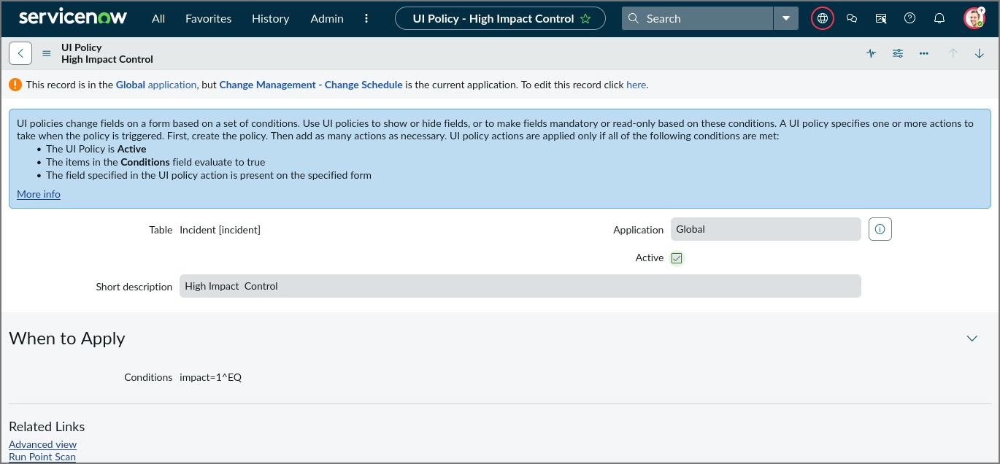 servicenow All Favorites History Admin UI Policy - High Impact Control Search
UI Policy
High Impact Control
This record is in the Global application, but Change Management - Change Schedule is the current application. To edit this record click here.
UI policies change fields on a form based on a set of conditions. Use UI policies to show or hide fields, or to make fields mandatory or read-only based on these conditions. A UI policy specifies one or more actions to
take when the policy is triggered. First, create the policy. Then add as many actions as necessary. UI policy actions are applied only if all of the following conditions are met:
• The UI Policy is Active
• The items in the Conditions field evaluate to true
• The field specified in the UI policy action is present on the specified form
More info
Table Incident [incident] Application Global
Active
Short description High Impact  Control
When to Apply
Conditions impact=1^EQ
Related Links
Advanced view
Run Point Scan